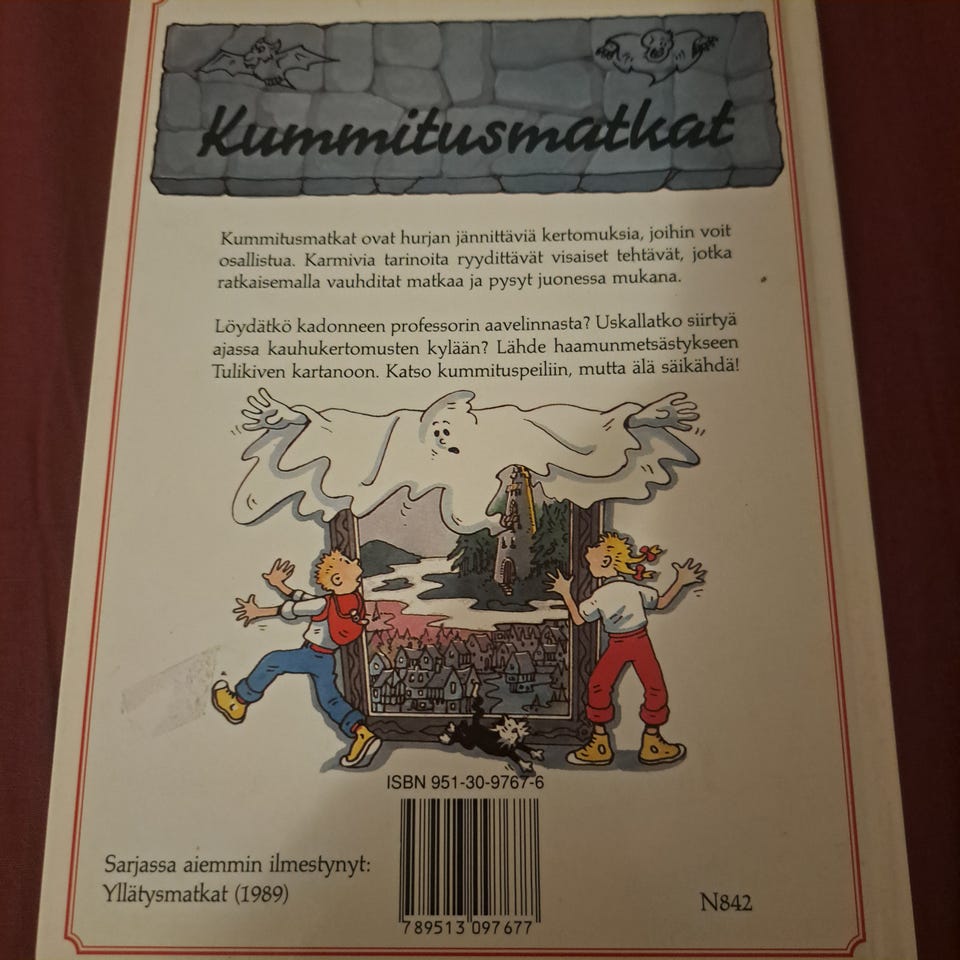 Kummitusmatkat
Kummitusmatkat ovat hurjan jännittäviä kertomuksia, joihin voit
osallistua. Karmivia tarinoita ryydittävät visaiset tehtävät, jotka
ratkaisemalla vauhditat matkaa ja pysyt juonessa mukana.
Löydätkö kadonneen professorin aavelinnasta? Uskallatko siirtyä
ajassa kauhukertomusten kylään? Lähde haamunmetsästykseen
Tulikiven kartanoon. Katso kummituspeiliin, mutta älä säikähdä!
ISBN 951-30-9767-6
Sarjassa aiemmin ilmestynyt:
Yllätysmatkat (1989)
789513 097677
N842